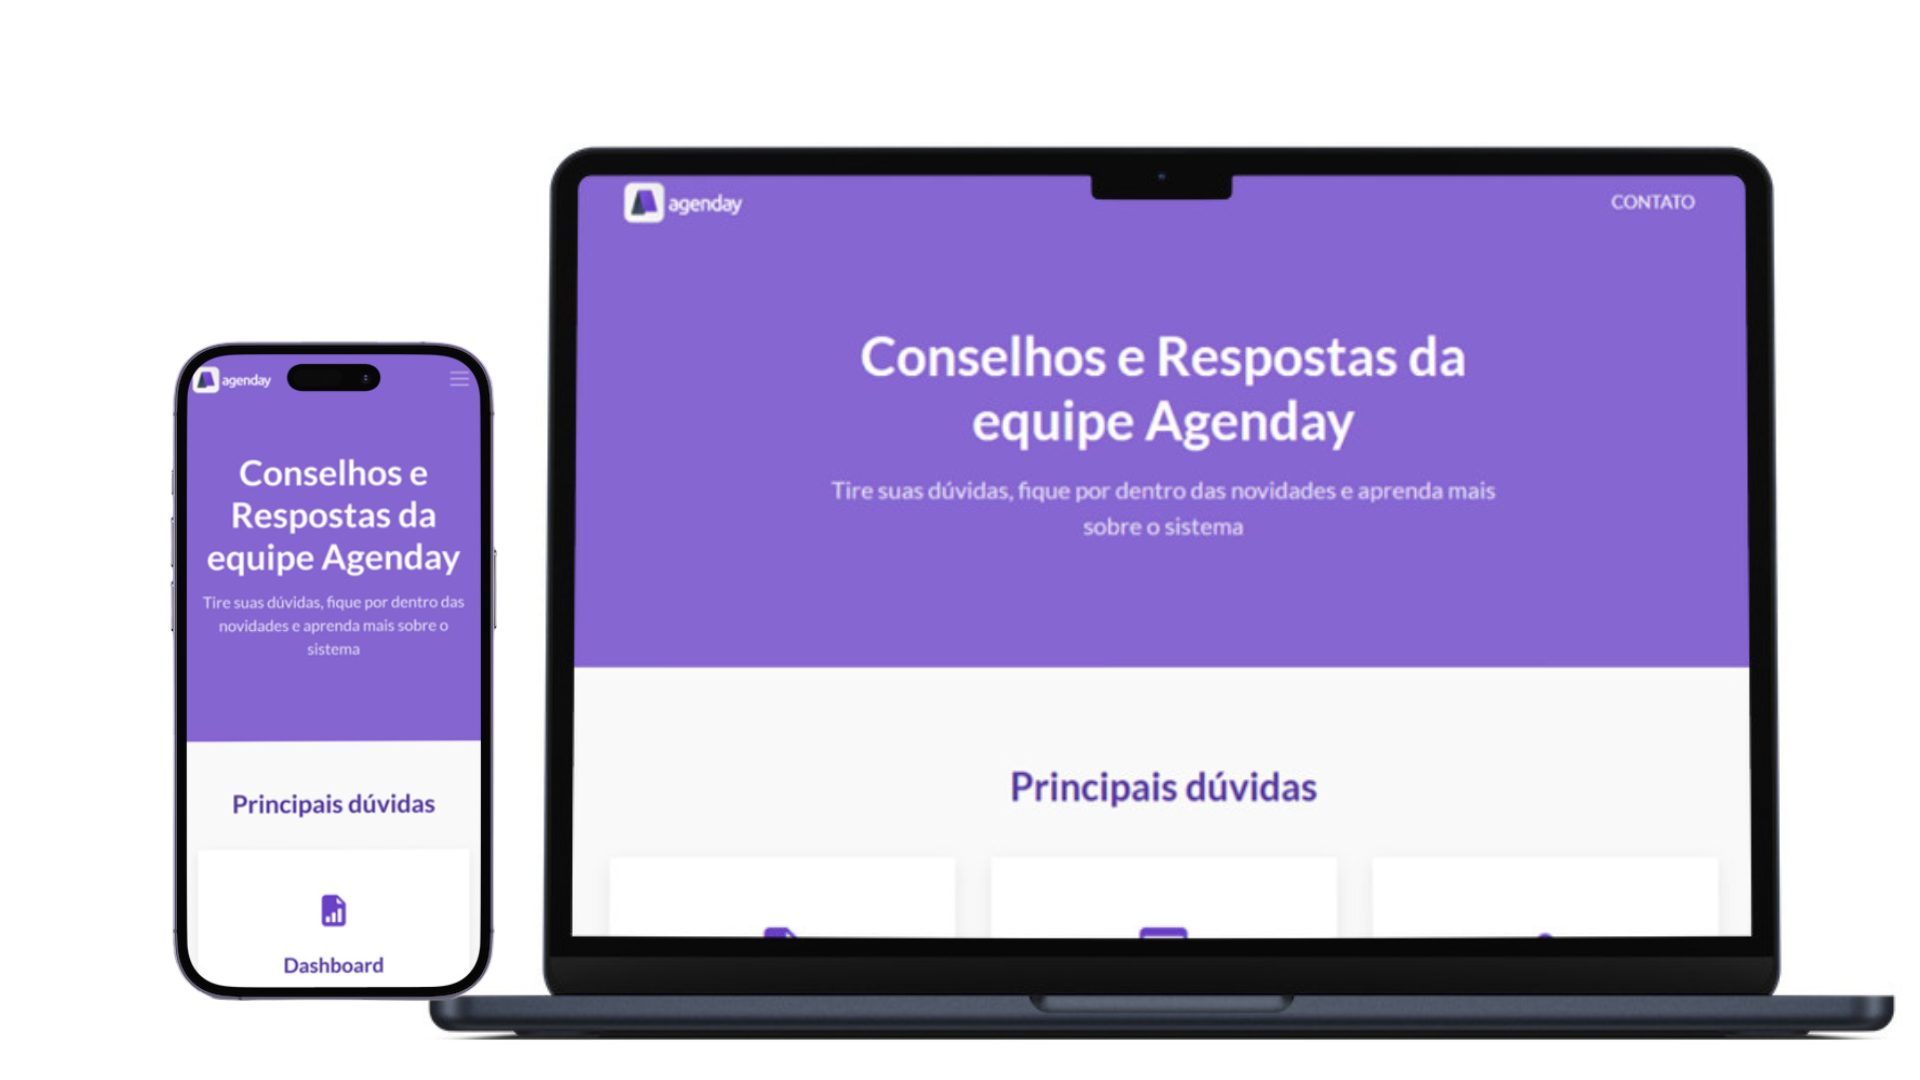 agenday
Conselhos e
Respostas da
equipe Agenday
Tire suas dúvidas, fique por dentro das
novidades e aprenda mais sobre o
sistema
Principais dúvidas
Dashboard
agenday
CONTATO
Conselhos e Respostas da
equipe Agenday
Tire suas dúvidas, fique por dentro das novidades e aprenda mais
sobre o sistema
Principais dúvidas